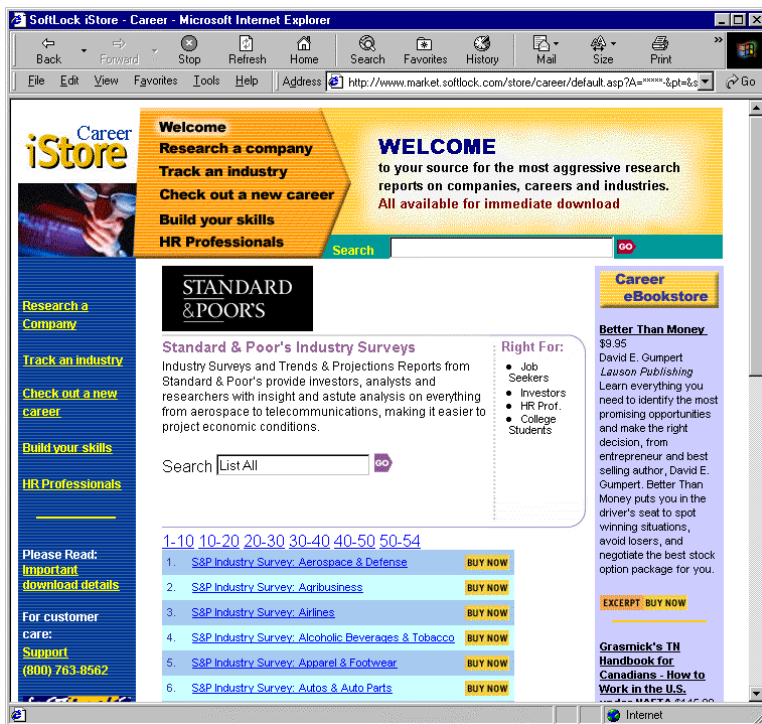 SoftLock iStore - Career - Microsoft Internet Explorer
Back
Forward
Stop
Refresh
Home
Search
Favorites
History
Mail
Size
Print
»
File Edit View Favorites Tools Help
Address http://www.market.softlock.com/store/career/default.asp?A=*****-&pt=&s
Go
Career
iStore
Welcome
Research a company
Track an industry
Check out a new career
Build your skills
HR Professionals
WELCOME
to your source for the most aggressive research
reports on companies, careers and industries.
All available for immediate download
Search
GO
Research a
Company
Track an industry
Check out a new
career
Build your skills
HR Professionals
Please Read:
Important
download details
For customer
care:
Support
(800) 763-8562
STANDARD
&POOR'S
Standard & Poor's Industry Surveys
Industry Surveys and Trends & Projections Reports from
Standard & Poor's provide investors, analysts and
researchers with insight and astute analysis on everything
from aerospace to telecommunications, making it easier to
project economic conditions.
Search List All GO
Right For:
• Job
Seekers
• Investors
• HR Prof.
• College
Students
1-10 10-20 20-30 30-40 40-50 50-54
1. S&P Industry Survey: Aerospace & Defense BUY NOW
2. S&P Industry Survey: Agribusiness BUY NOW
3. S&P Industry Survey: Airlines BUY NOW
4. S&P Industry Survey: Alcoholic Beverages & Tobacco BUY NOW
5. S&P Industry Survey: Apparel & Footwear BUY NOW
6. S&P Industry Survey: Autos & Auto Parts BUY NOW
Career
eBookstore
Better Than Money
$9.95
David E. Gumpert
Lauson Publishing
Learn everything you
need to identify the most
promising opportunities
and make the right
decision, from
entrepreneur and best
selling author, David E.
Gumpert. Better Than
Money puts you in the
driver's seat to spot
winning situations,
avoid losers, and
negotiate the best stock
option package for you.
EXCERPT BUY NOW
Grasmick's TN
Handbook for
Canadians - How to
Work in the U.S.
under NAFTA
Internet